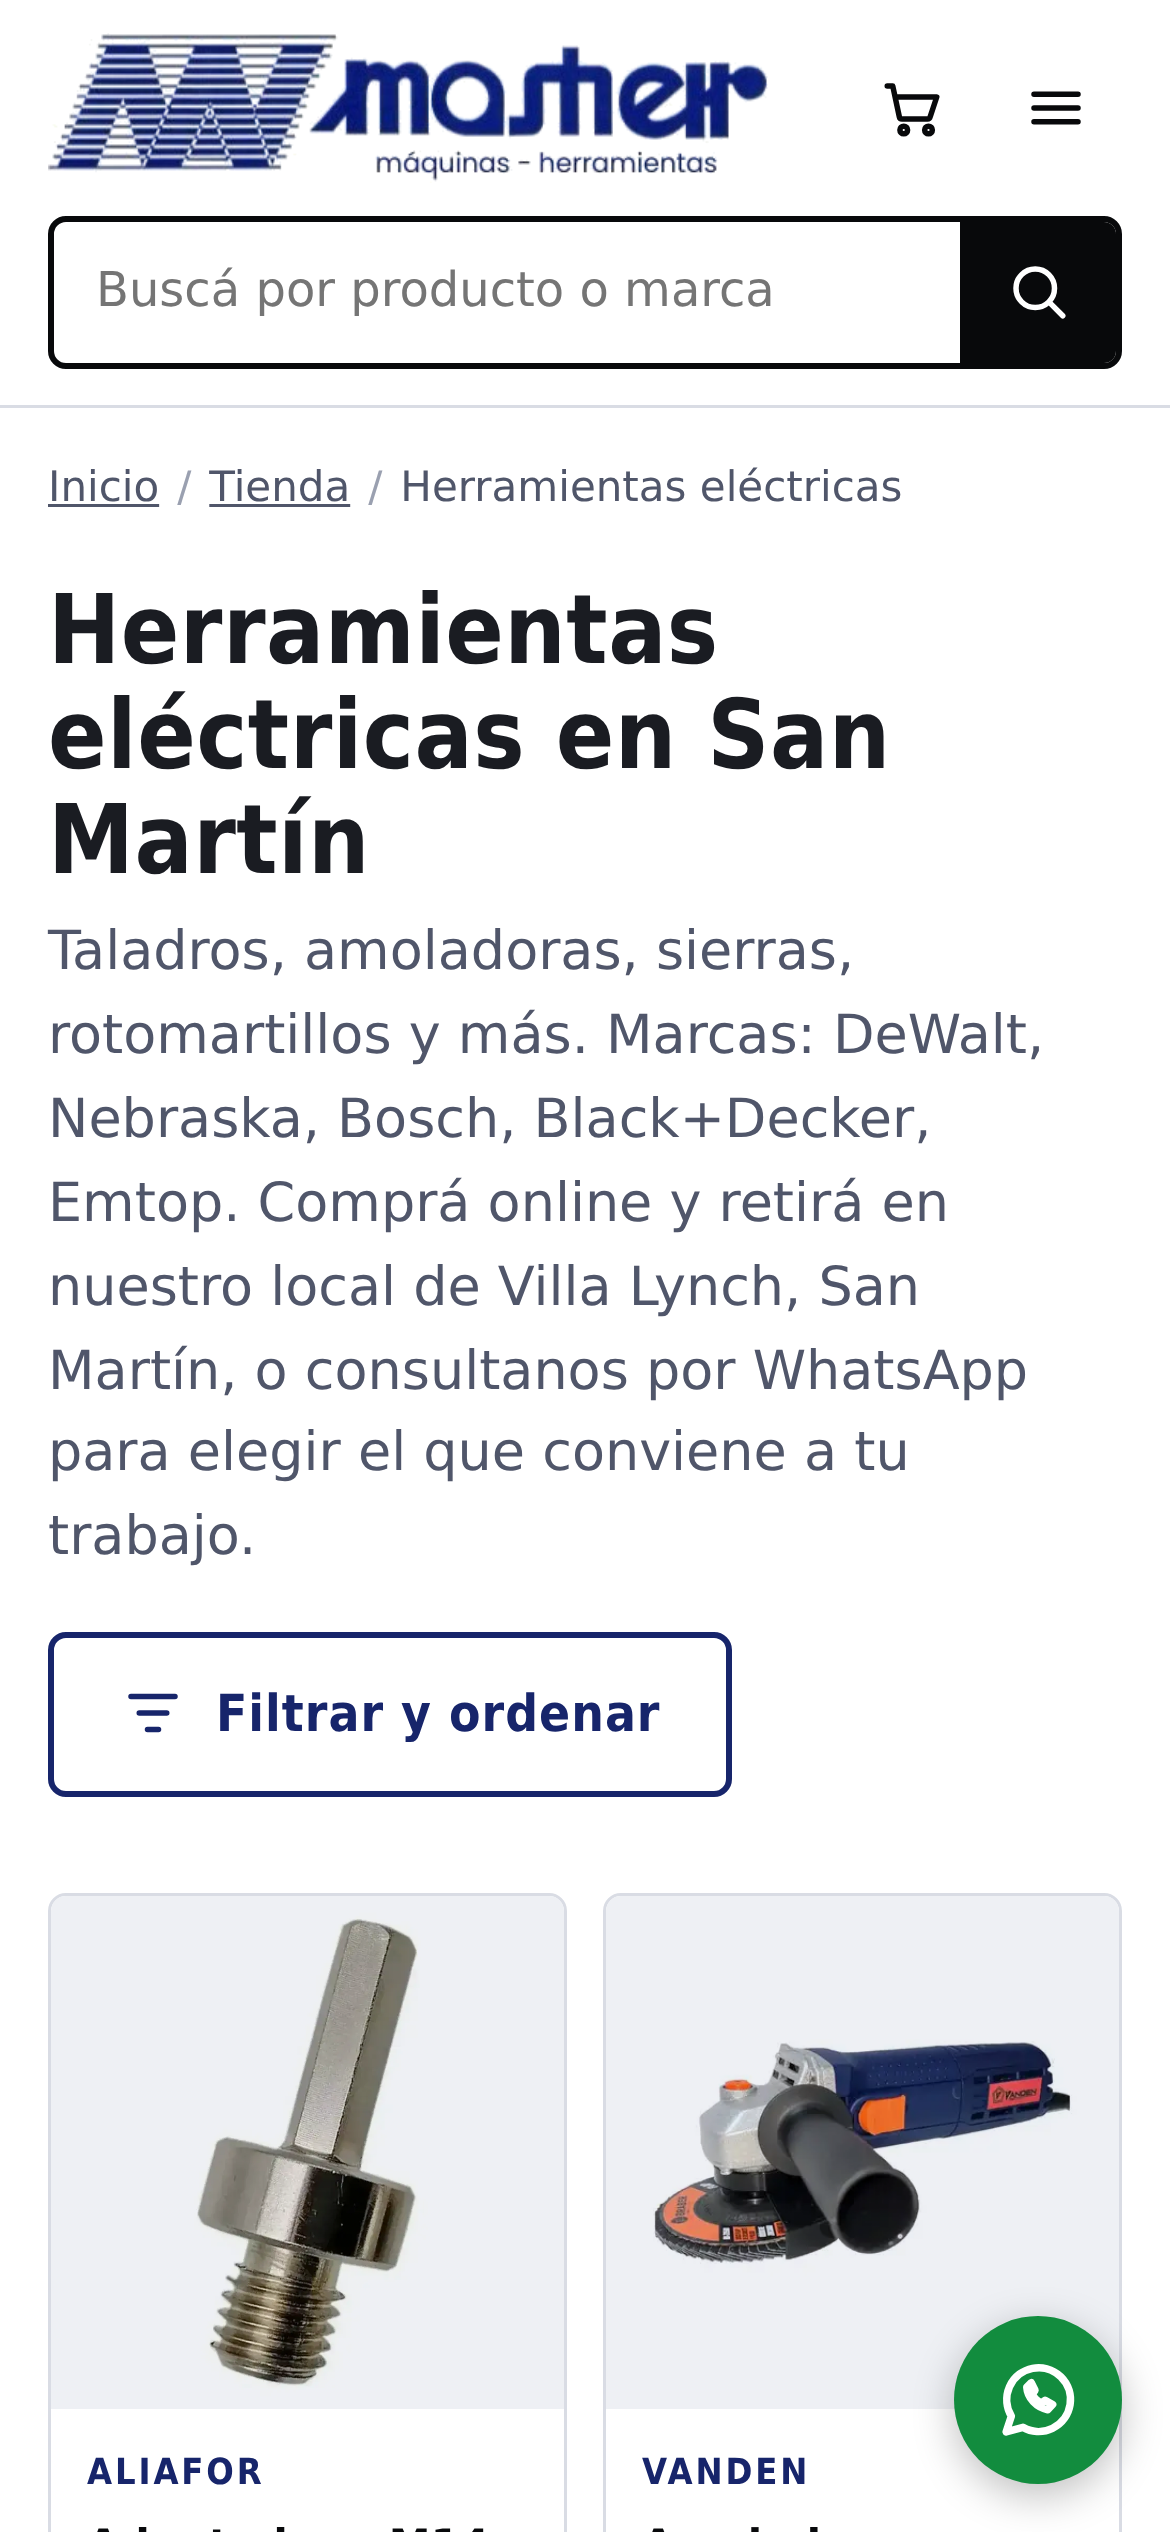 master
máquinas - herramientas
Buscá por producto o marca
Inicio / Tienda / Herramientas eléctricas
Herramientas
eléctricas en San
Martín
Taladros, amoladoras, sierras,
rotomartillos y más. Marcas: DeWalt,
Nebraska, Bosch, Black+Decker,
Emtop. Comprá online y retirá en
nuestro local de Villa Lynch, San
Martín, o consultanos por WhatsApp
para elegir el que conviene a tu
trabajo.
Filtrar y ordenar
VANDEN
ALIAFOR
VANDEN